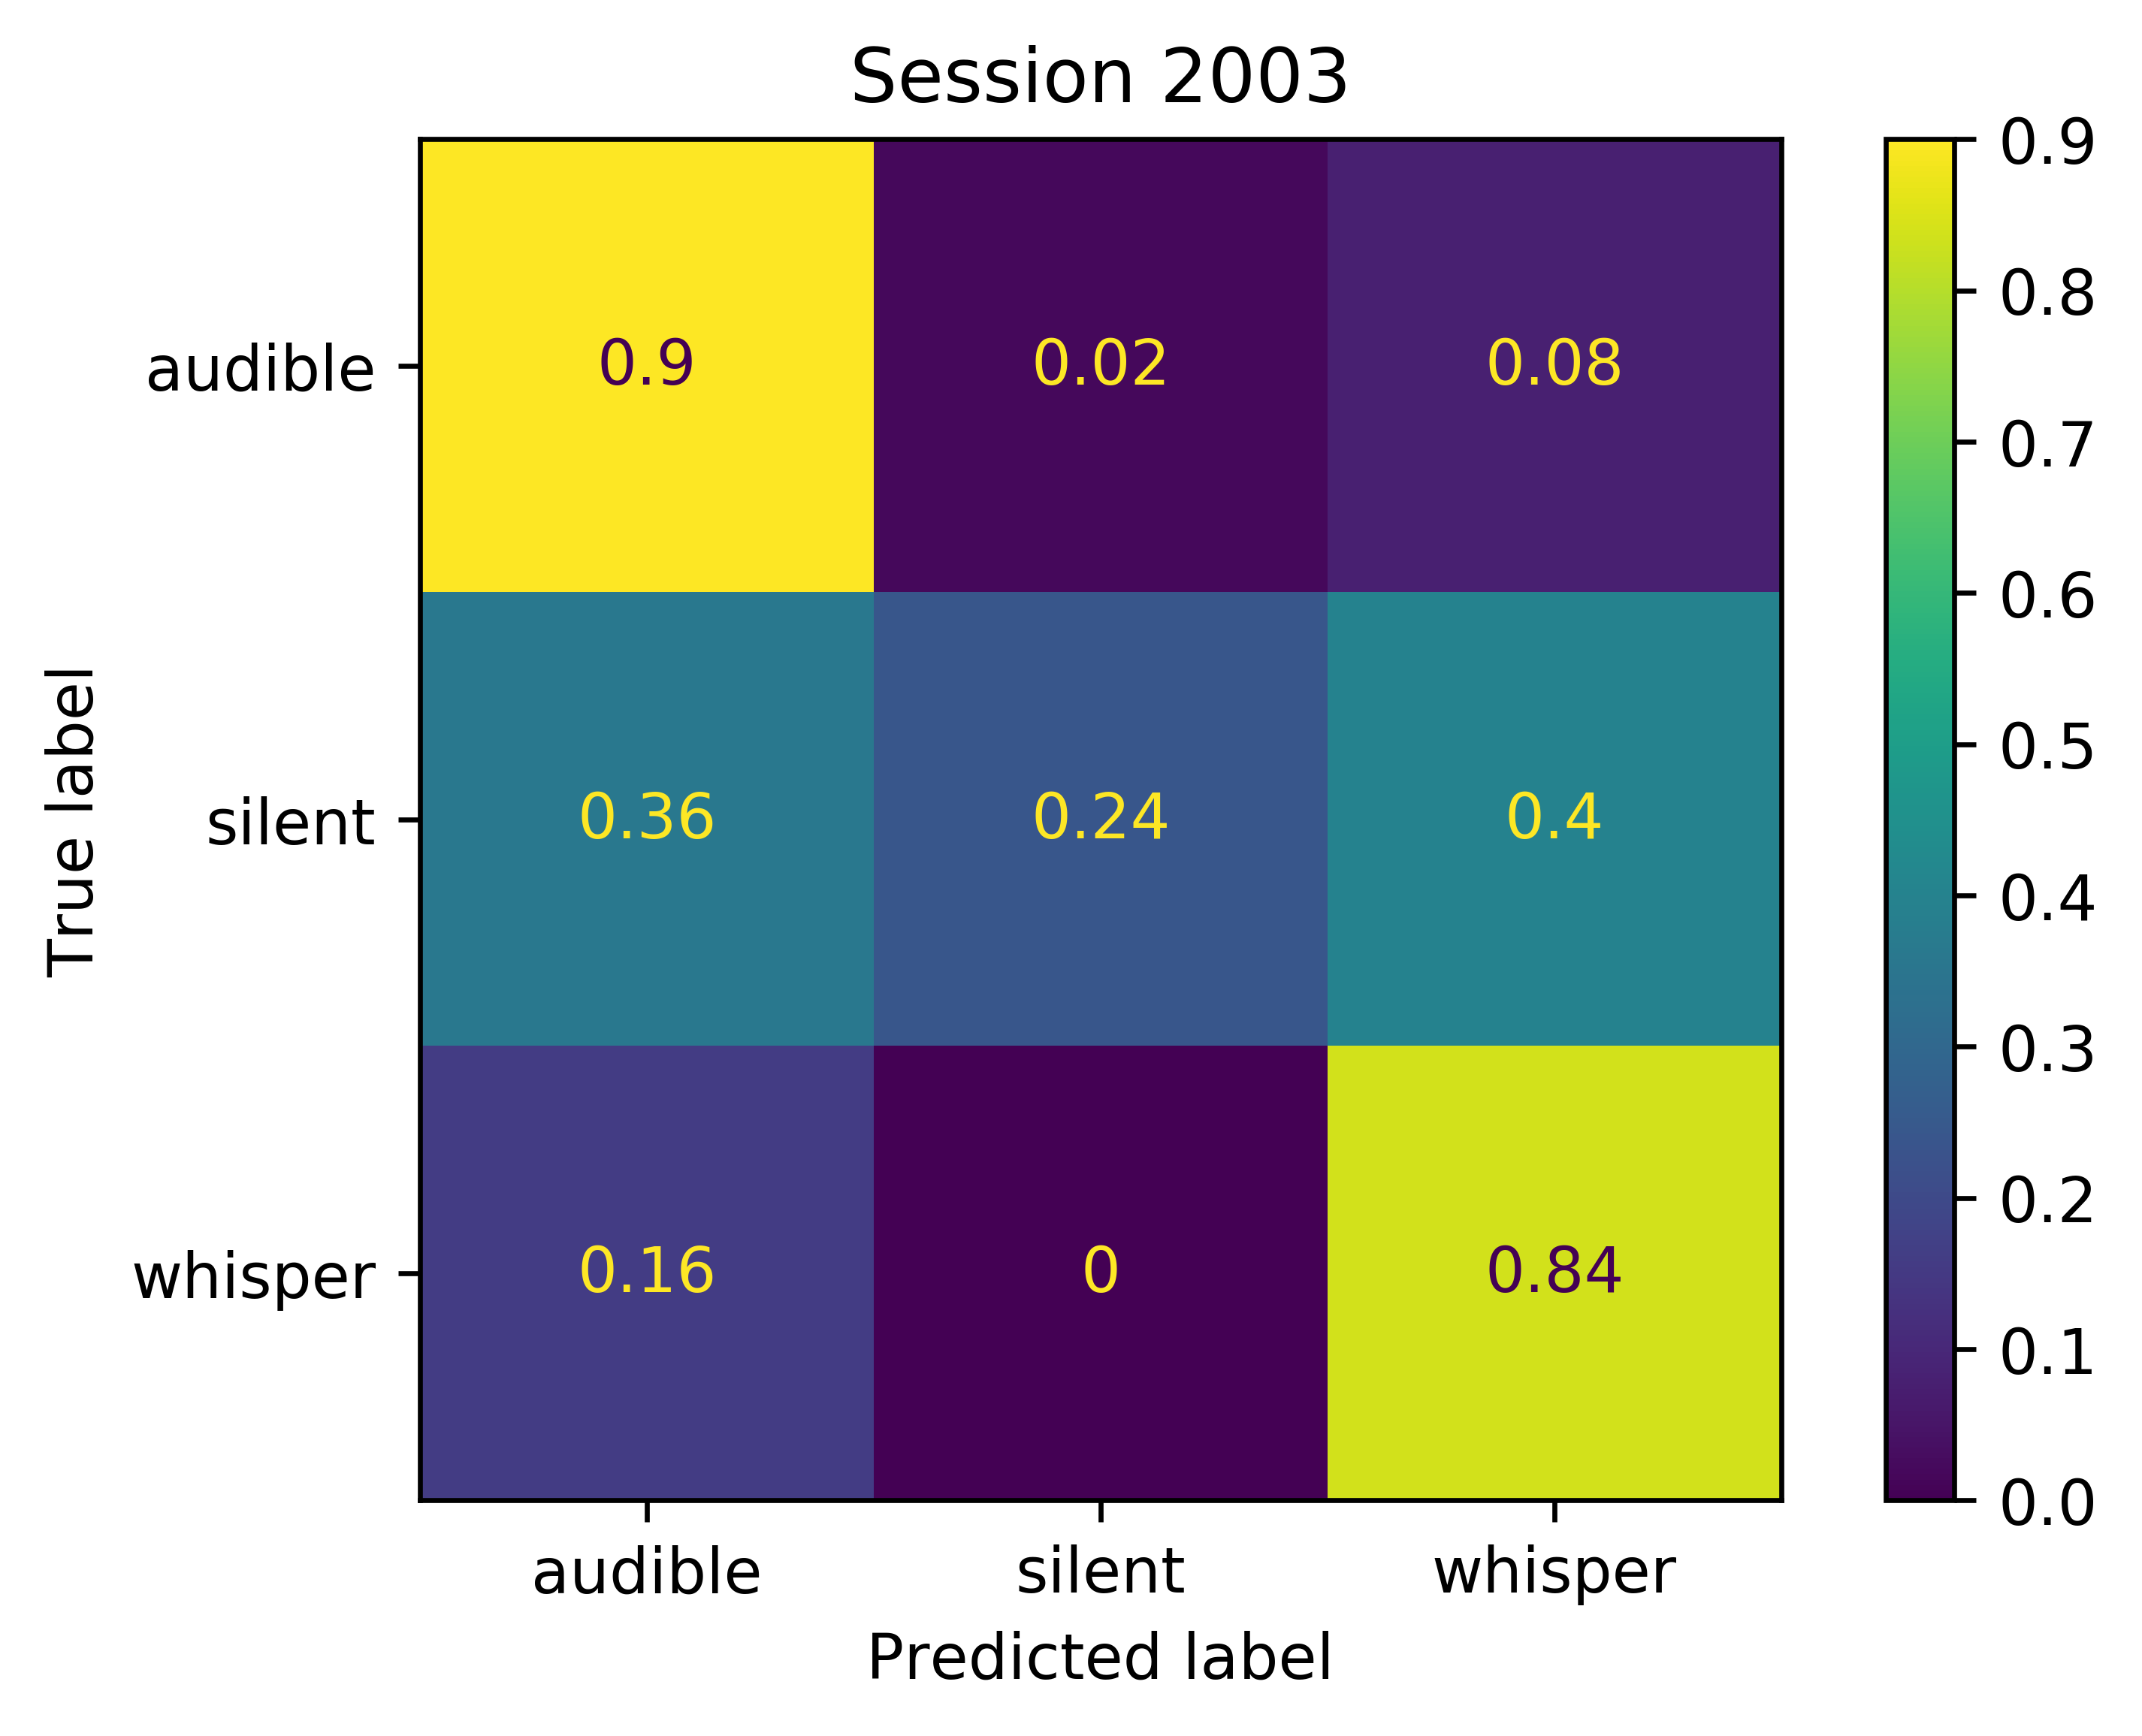 Session 2003
audible 0.9 0.02 0.08
silent 0.36 0.24 0.4
whisper 0.16 0 0.84
audible silent whisper
Predicted label
True label
0.9
0.8
0.7
0.6
0.5
0.4
0.3
0.2
0.1
0.0